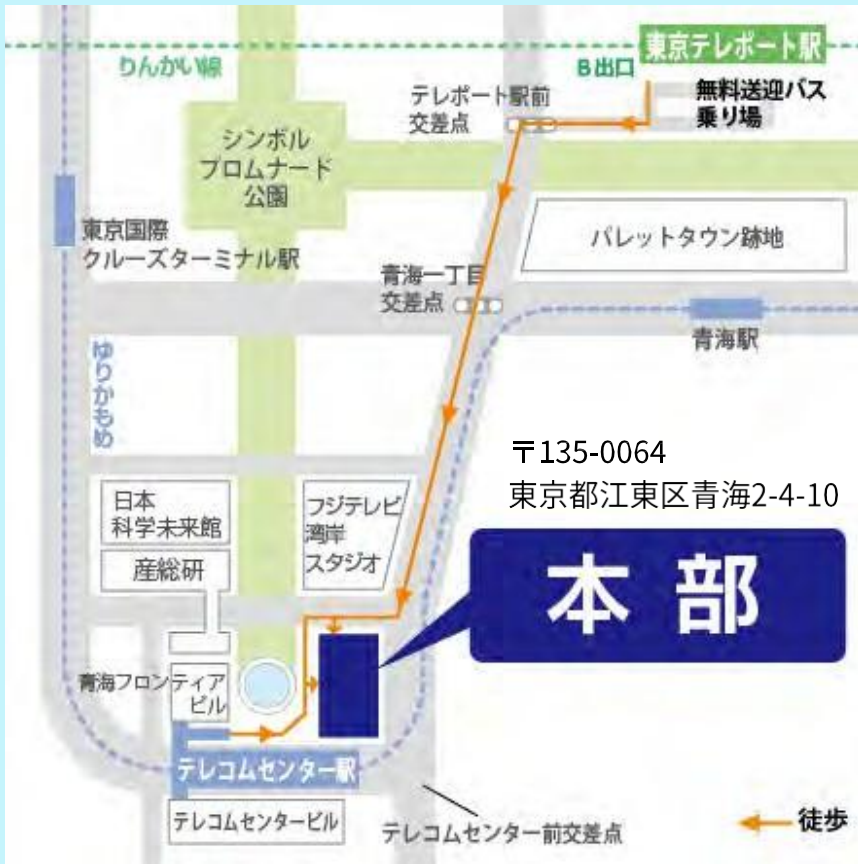 東京テレポート駅
りんかい線
B出口
無料送迎バス
乗り場
テレポート駅前
交差点
シンボル
プロムナード
公園
パレットタウン跡地
東京国際
クルーズターミナル駅
青海一丁目
交差点
青海駅
ゆりかもめ
〒135-0064
東京都江東区青海2-4-10
本部
日本
科学未来館
フジテレビ
湾岸
スタジオ
産総研
青海フロンティア
ビル
テレコムセンター駅
テレコムセンタービル
テレコムセンター前交差点
徒歩